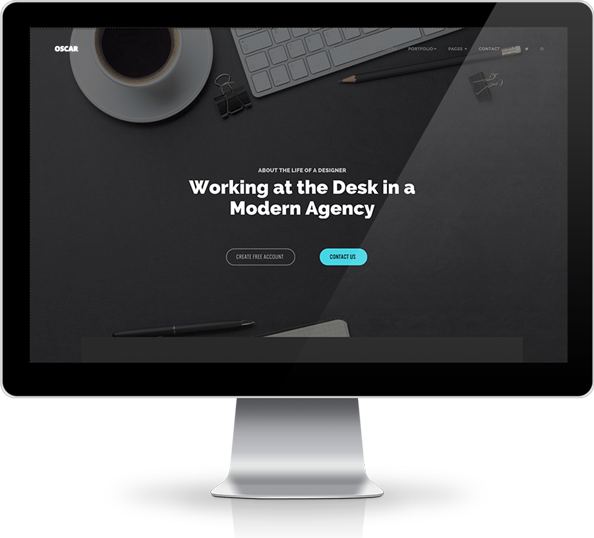 OSCAR
PORTFOLIO
PAGES
CONTACT
ABOUT THE LIFE OF A DESIGNER
Working at the Desk in a
Modern Agency
CREATE FREE ACCOUNT
CONTACT US